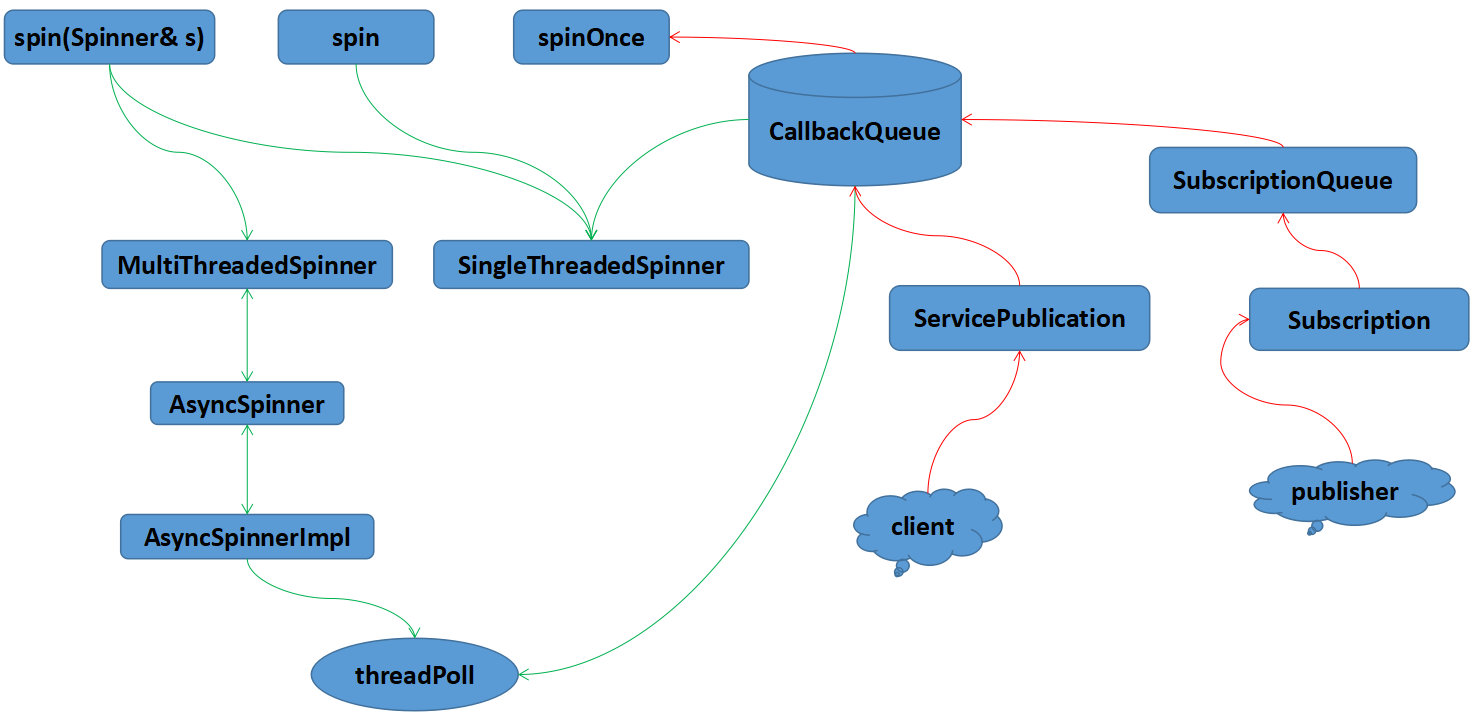 spin(Spinner& s)
spin
spinOnce
CallbackQueue
SubscriptionQueue
MultiThreadedSpinner
SingleThreadedSpinner
ServicePublication
Subscription
AsyncSpinner
publisher
client
AsyncSpinnerImpl
threadPoll